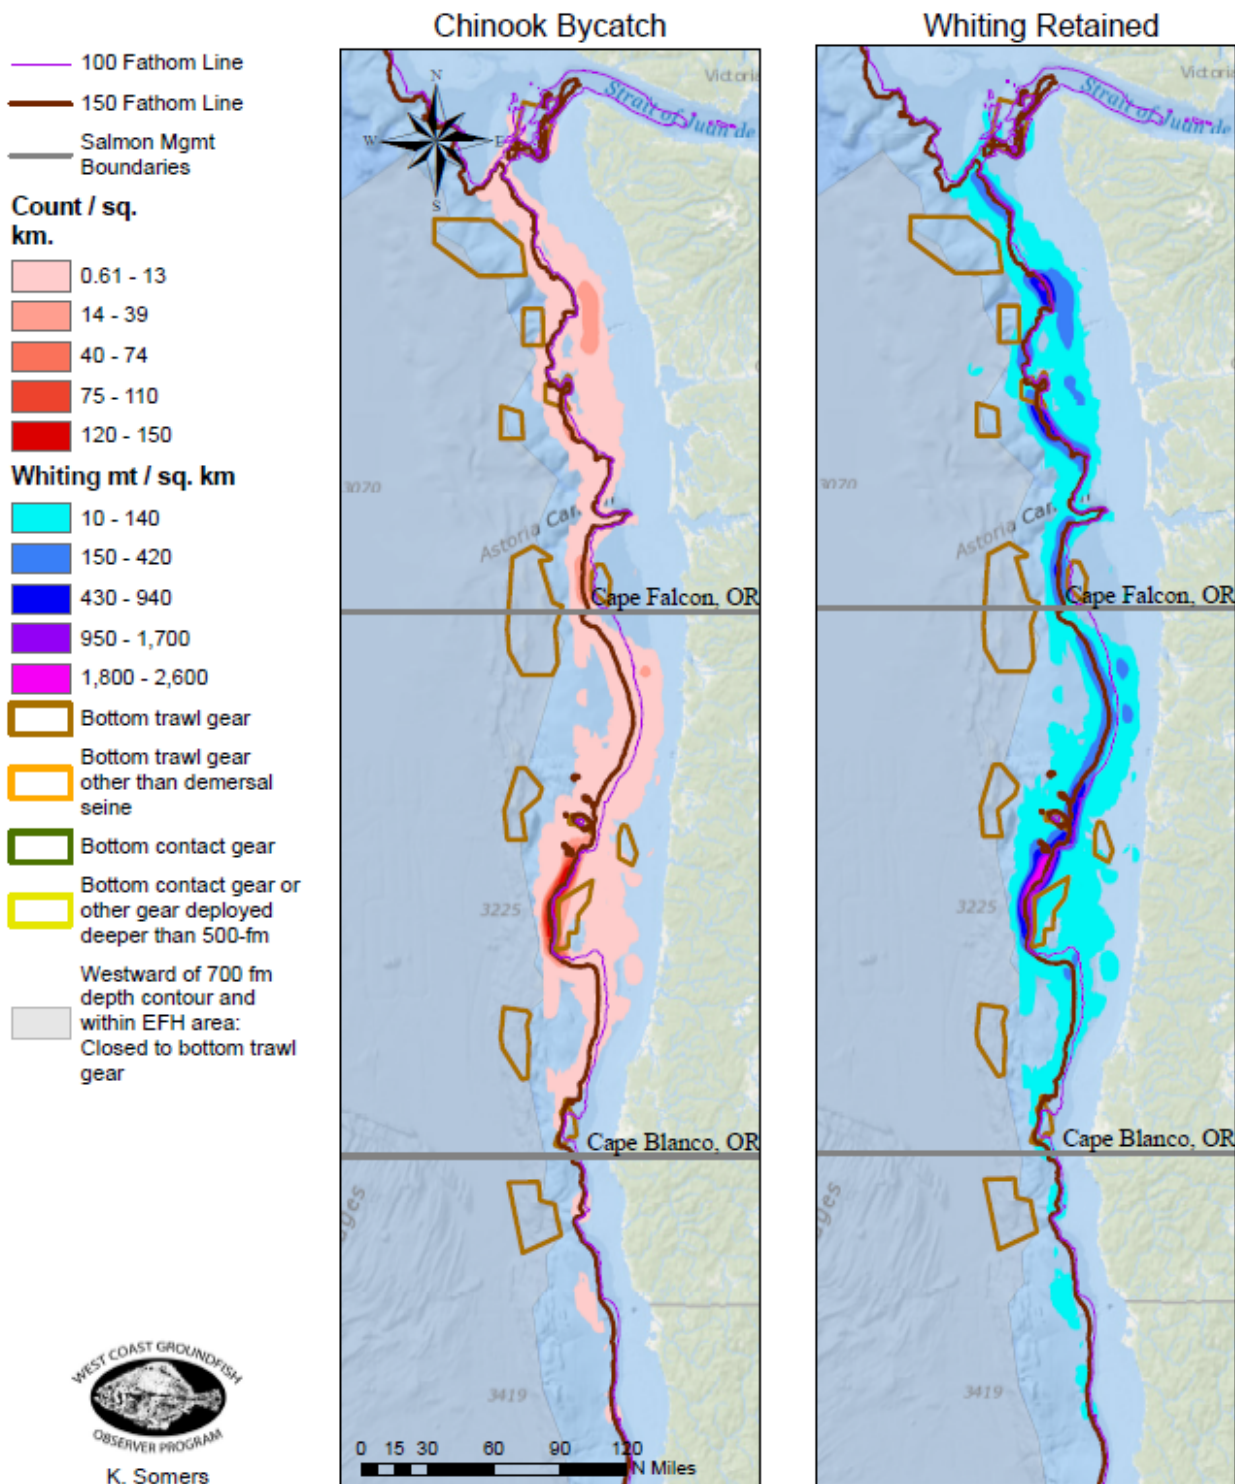 Chinook Bycatch
Whiting Retained
100 Fathom Line
150 Fathom Line
Salmon Mgmt
Boundaries
Count / sq.
km.
0.61 - 13
14 - 39
40 - 74
75 - 110
120 - 150
Whiting mt / sq. km
10 - 140
150 - 420
430 - 940
950 - 1,700
1,800 - 2,600
Bottom trawl gear
Bottom trawl gear
other than demersal
seine
Bottom contact gear
Bottom contact gear or
other gear deployed
deeper than 500-fm
Westward of 700 fm
depth contour and
within EFH area:
Closed to bottom trawl
gear
WEST COAST GROUNDFISH
OBSERVER PROGRAM
K. Somers
N
W
E
S
Victoria
Strait of Juan de
3070
Astoria Can
Cape Falcon, OR
3225
Cape Blanco, OR
ges
3419
0 15 30 60 90 120
N Miles
Victoria
Strait of Juan de
3070
Astoria Can
Cape Falcon, OR
3225
Cape Blanco, OR
ges
3419